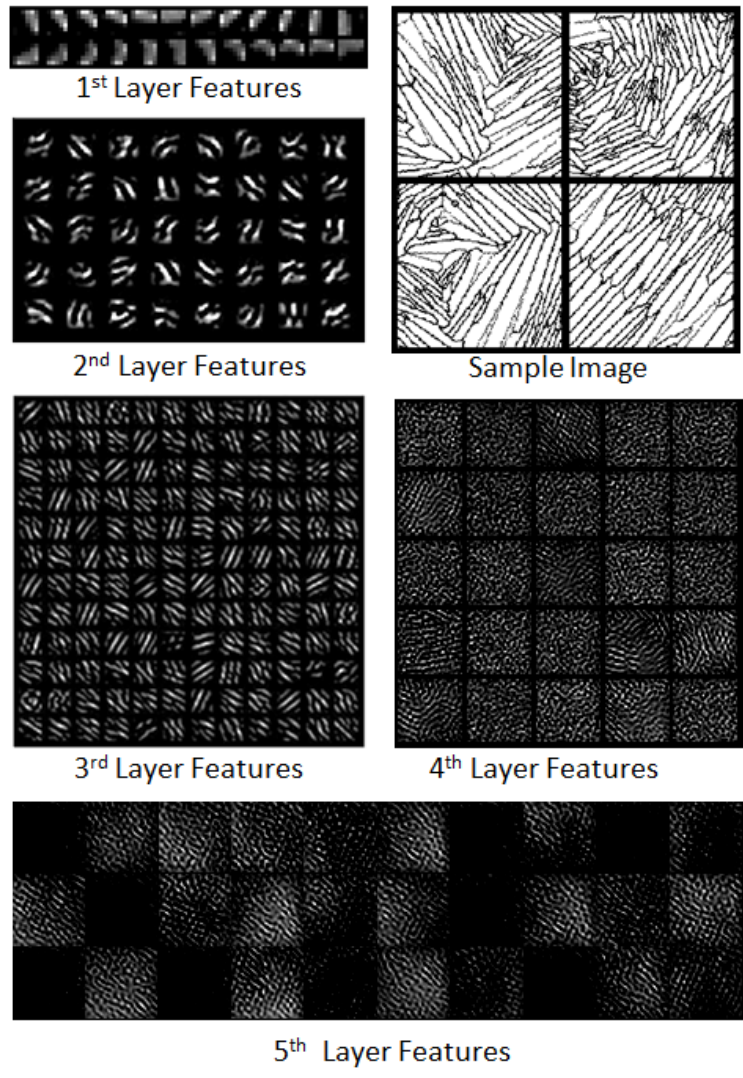 1st Layer Features
2nd Layer Features
Sample Image
3rd Layer Features
4th Layer Features
5th Layer Features